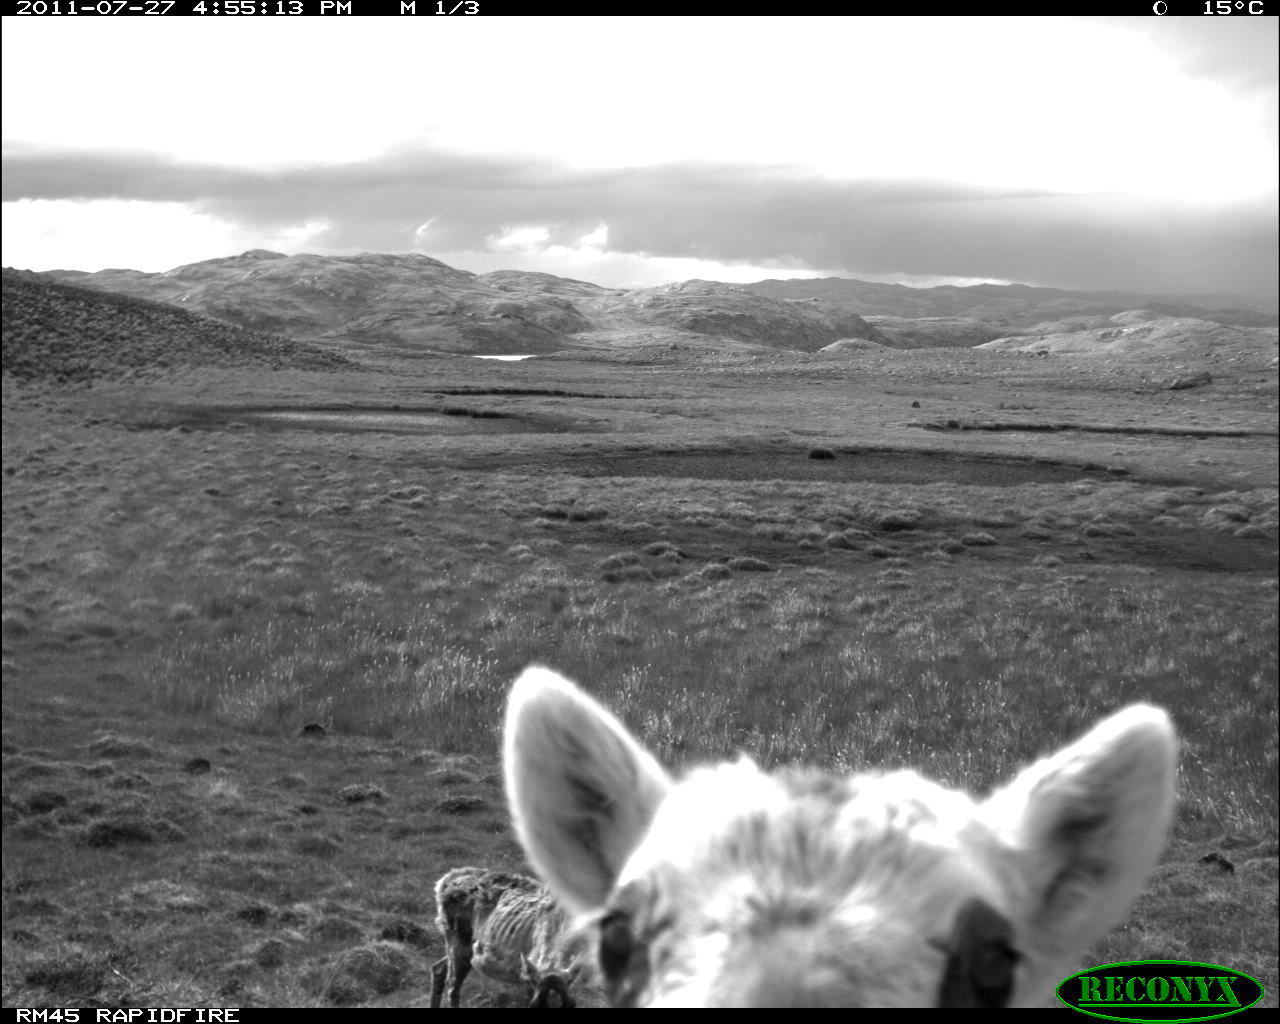 2011-07-27 4:55:13 PM M 1/3 15°C
RECONYX
RM45 RAPIDFIRE